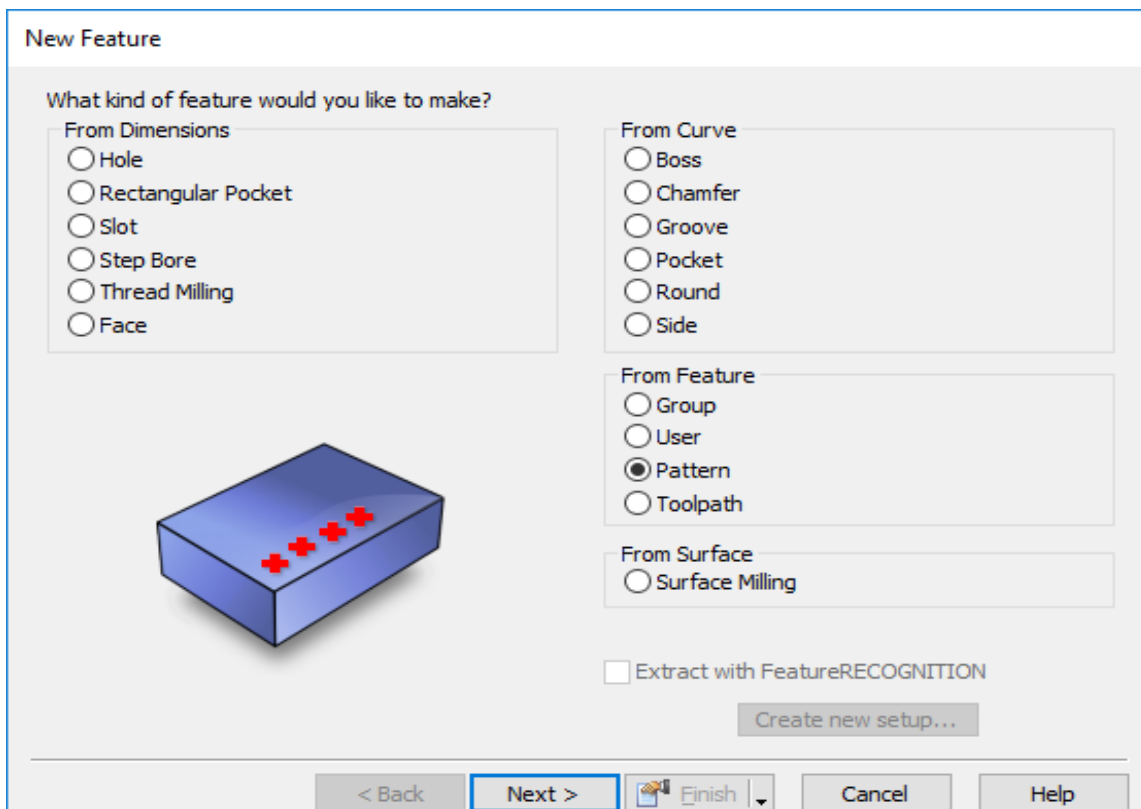 New Feature
What kind of feature would you like to make?
From Dimensions
Hole
Rectangular Pocket
Slot
Step Bore
Thread Milling
Face
From Curve
Boss
Chamfer
Groove
Pocket
Round
Side
From Feature
Group
User
Pattern
Toolpath
From Surface
Surface Milling
Extract with FeatureRECOGNITION
Create new setup...
< Back
Next >
Finish
Cancel
Help